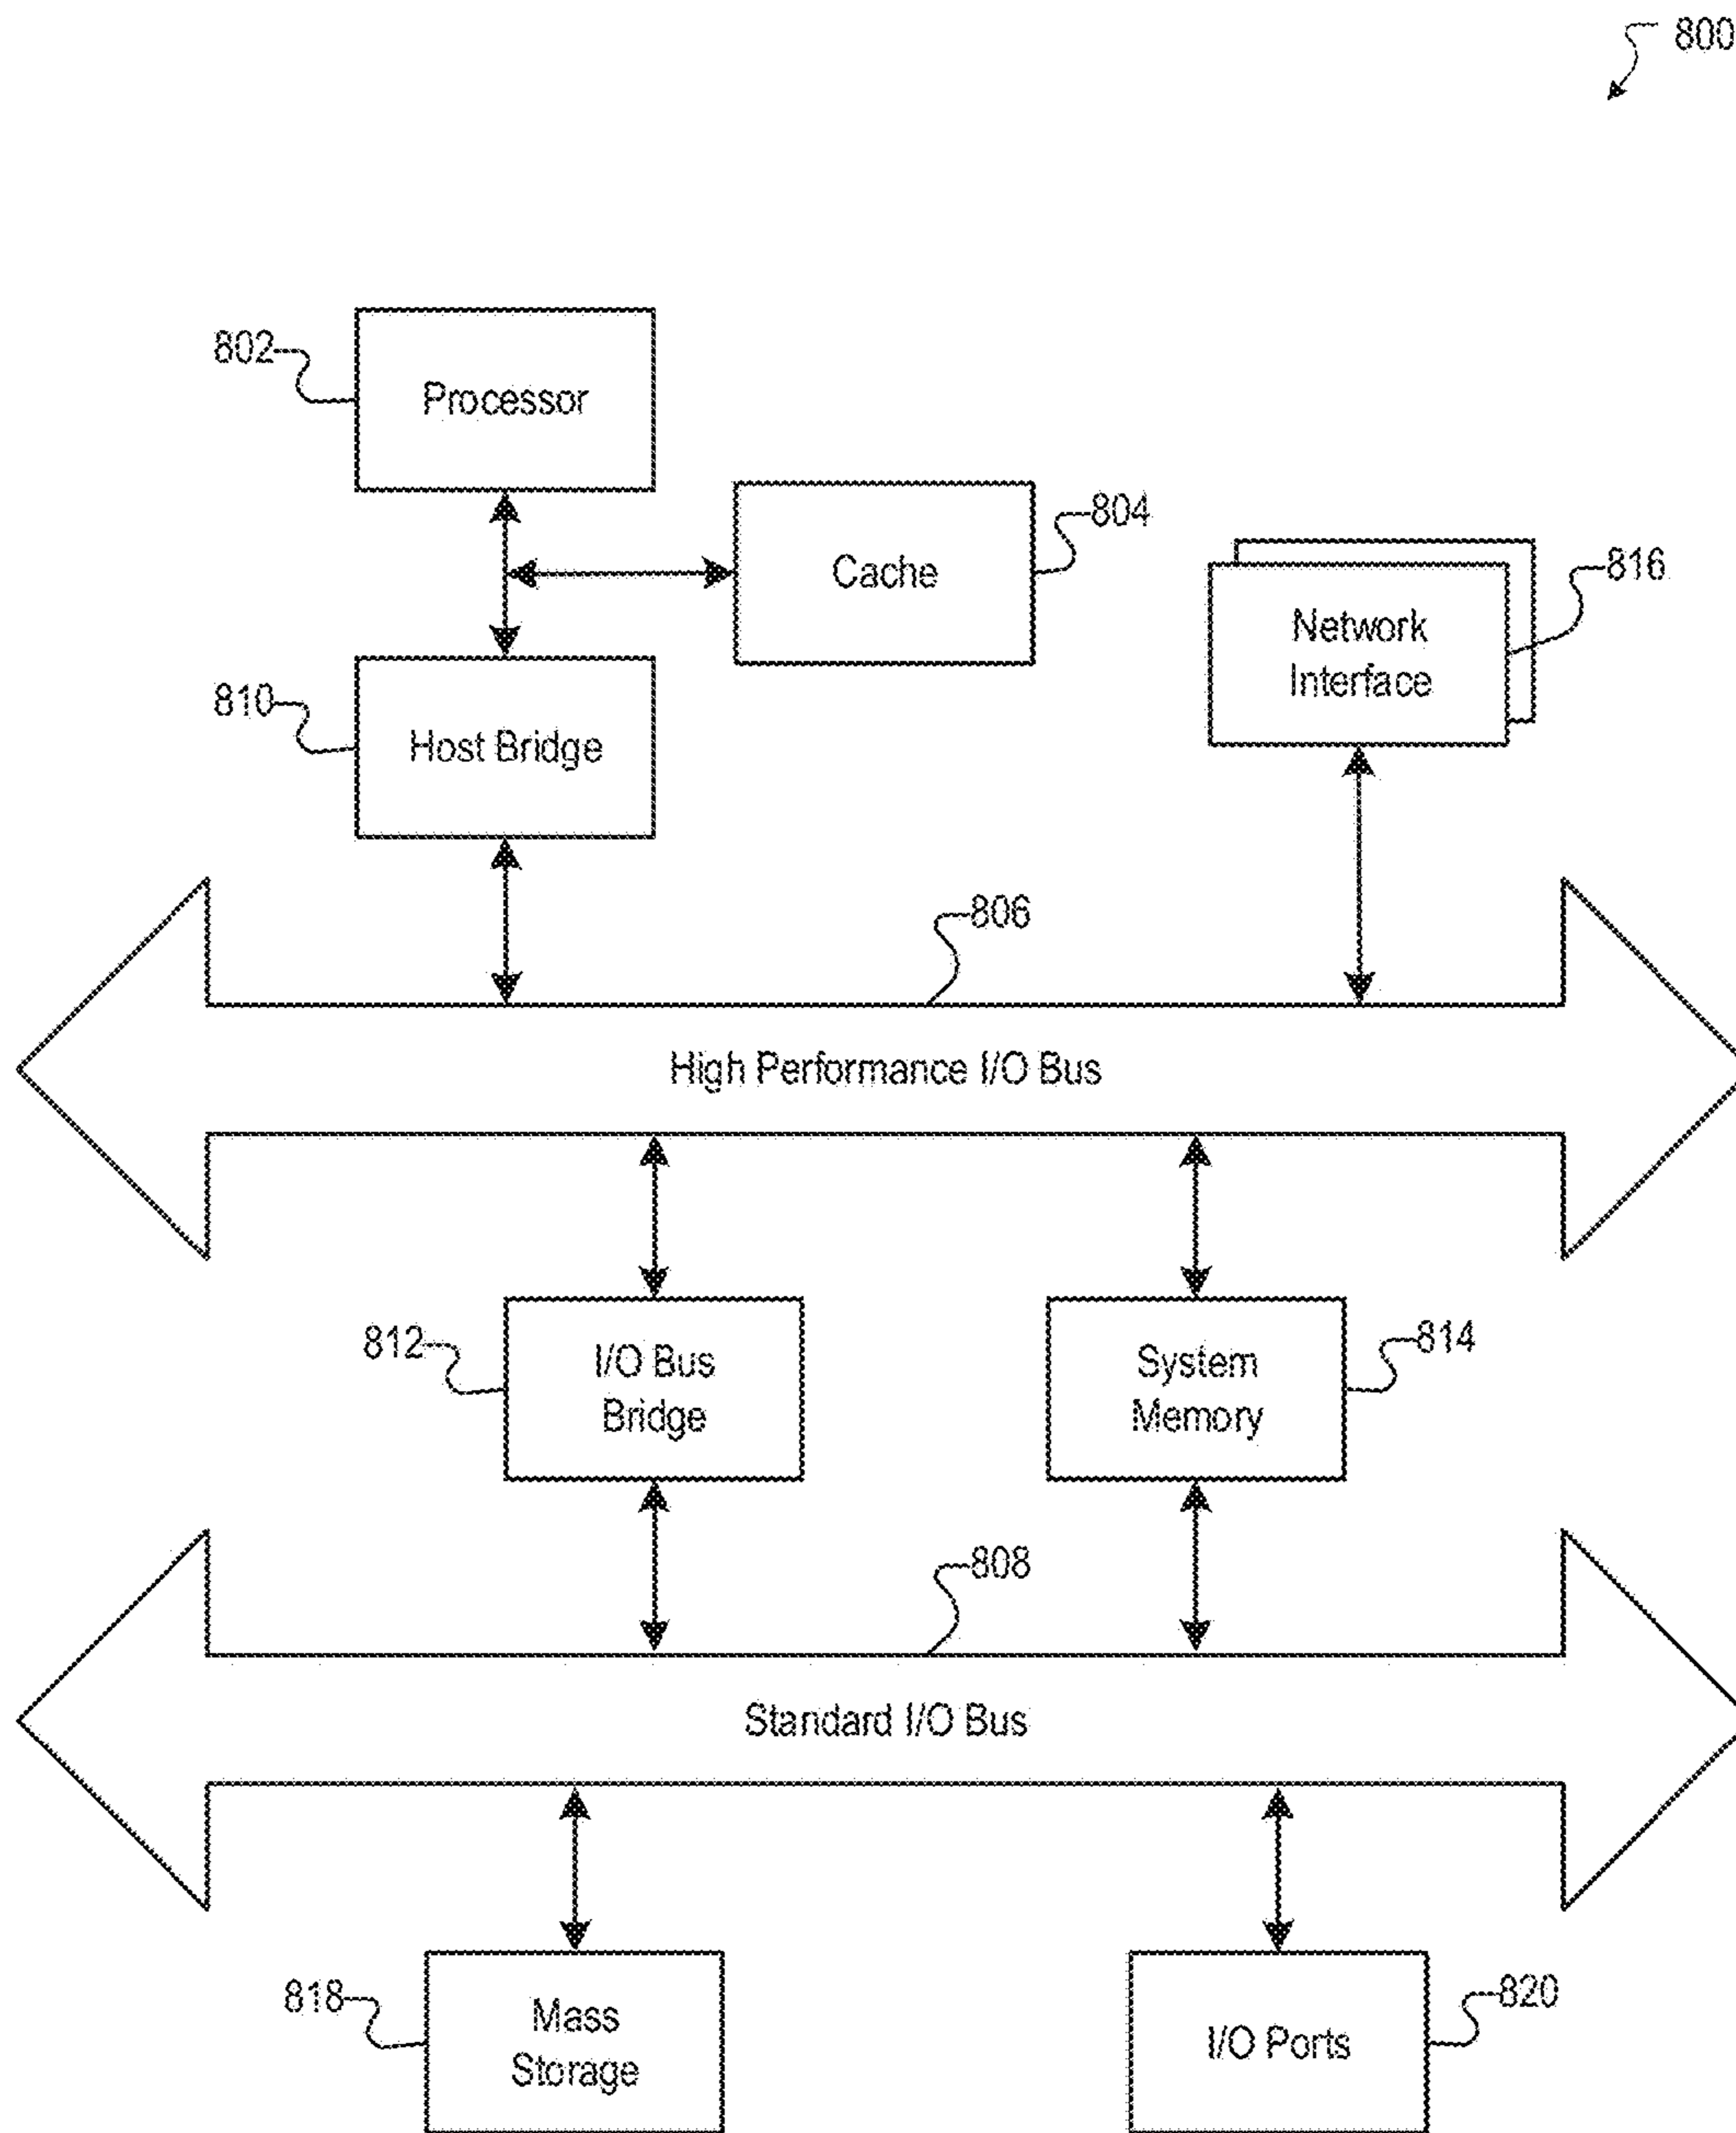 800
802
Processor
804
Cache
816
Network
Interface
810
Host Bridge
806
High Performance I/O Bus
812
I/O Bus
Bridge
814
System
Memory
808
Standard I/O Bus
818
Mass
Storage
820
I/O Ports